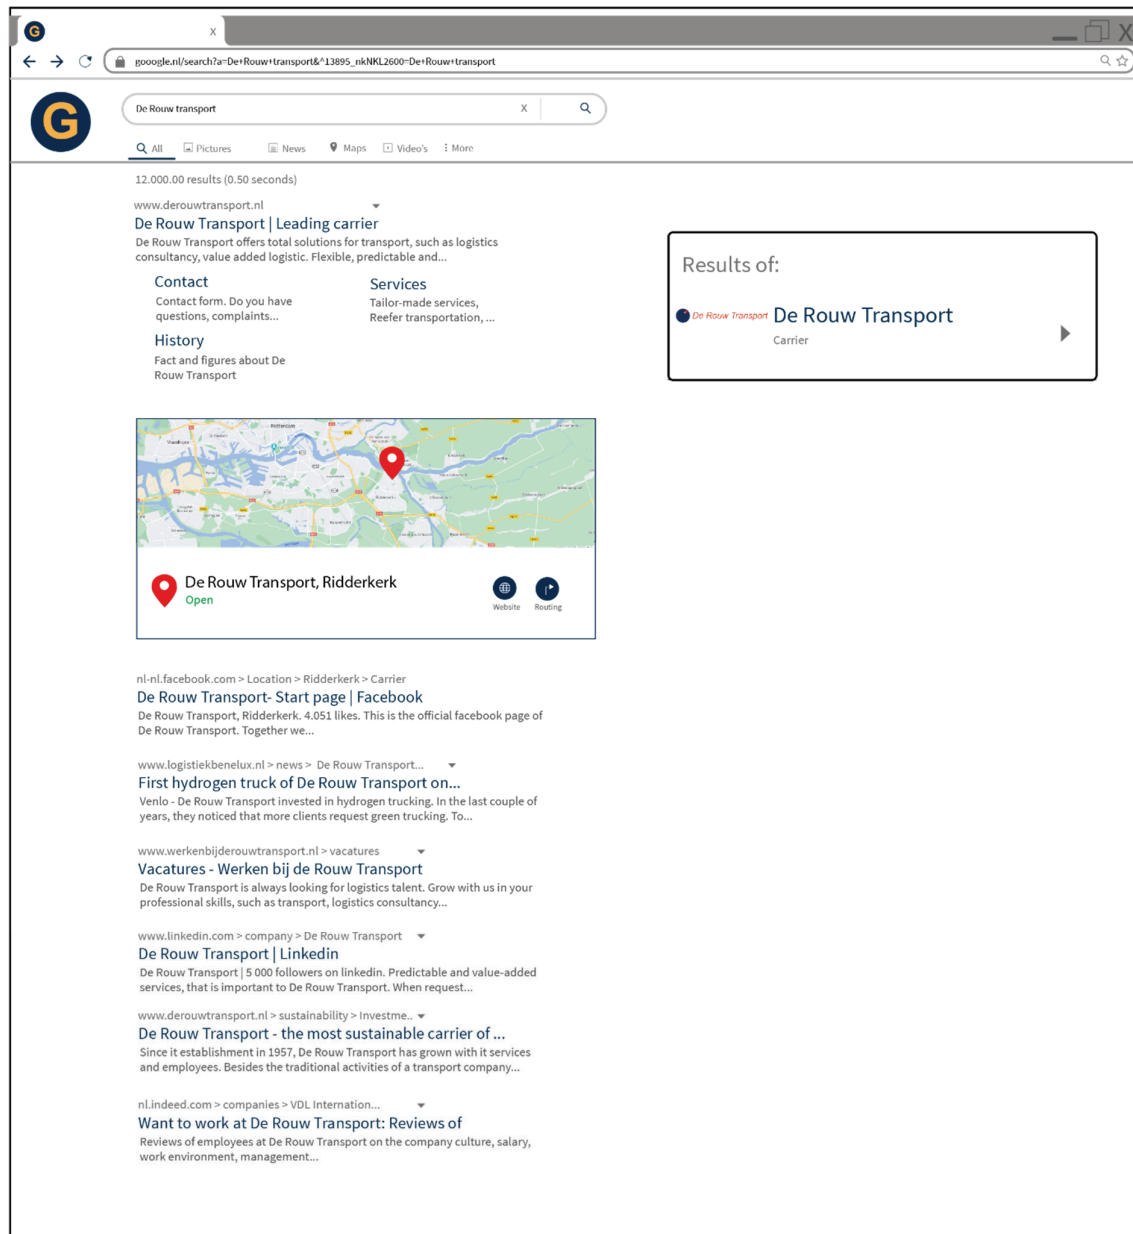 G
X
X
gooogle.nl/search?a=De+Rouw+transport&^13895_nkNKL2600=De+Rouw+transport
G
De Rouw transport
X
All
Pictures
News
Maps
Video's
More
12.000.00 results (0.50 seconds)
www.derouwtransport.nl
De Rouw Transport | Leading carrier
De Rouw Transport offers total solutions for transport, such as logistics
consultancy, value added logistic. Flexible, predictable and...
Contact
Contact form. Do you have
questions, complaints...
Services
Tailor-made services,
Reefer transportation, ...
History
Fact and figures about De
Rouw Transport
Results of:
De Rouw Transport
De Rouw Transport
Carrier
Rotterdam
Ridderkerk
De Rouw Transport, Ridderkerk
Open
Website
Routing
nl-nl.facebook.com > Location > Ridderkerk > Carrier
De Rouw Transport- Start page | Facebook
De Rouw Transport, Ridderkerk. 4.051 likes. This is the official facebook page of
De Rouw Transport. Together we...
www.logistiekbenelux.nl > news > De Rouw Transport...
First hydrogen truck of De Rouw Transport on...
Venlo - De Rouw Transport invested in hydrogen trucking. In the last couple of
years, they noticed that more clients request green trucking. To...
www.werkenbijderouwtransport.nl > vacatures
Vacatures - Werken bij de Rouw Transport
De Rouw Transport is always looking for logistics talent. Grow with us in your
professional skills, such as transport, logistics consultancy...
www.linkedin.com > company > De Rouw Transport
De Rouw Transport | Linkedin
De Rouw Transport | 5 000 followers on linkedin. Predictable and value-added
services, that is important to De Rouw Transport. When request...
www.derouwtransport.nl > sustainability > Investme..
De Rouw Transport - the most sustainable carrier of ...
Since it establishment in 1957, De Rouw Transport has grown with it services
and employees. Besides the traditional activities of a transport company...
nl.indeed.com > companies > VDL Internation...
Want to work at De Rouw Transport: Reviews of
Reviews of employees at De Rouw Transport on the company culture, salary,
work environment, management...